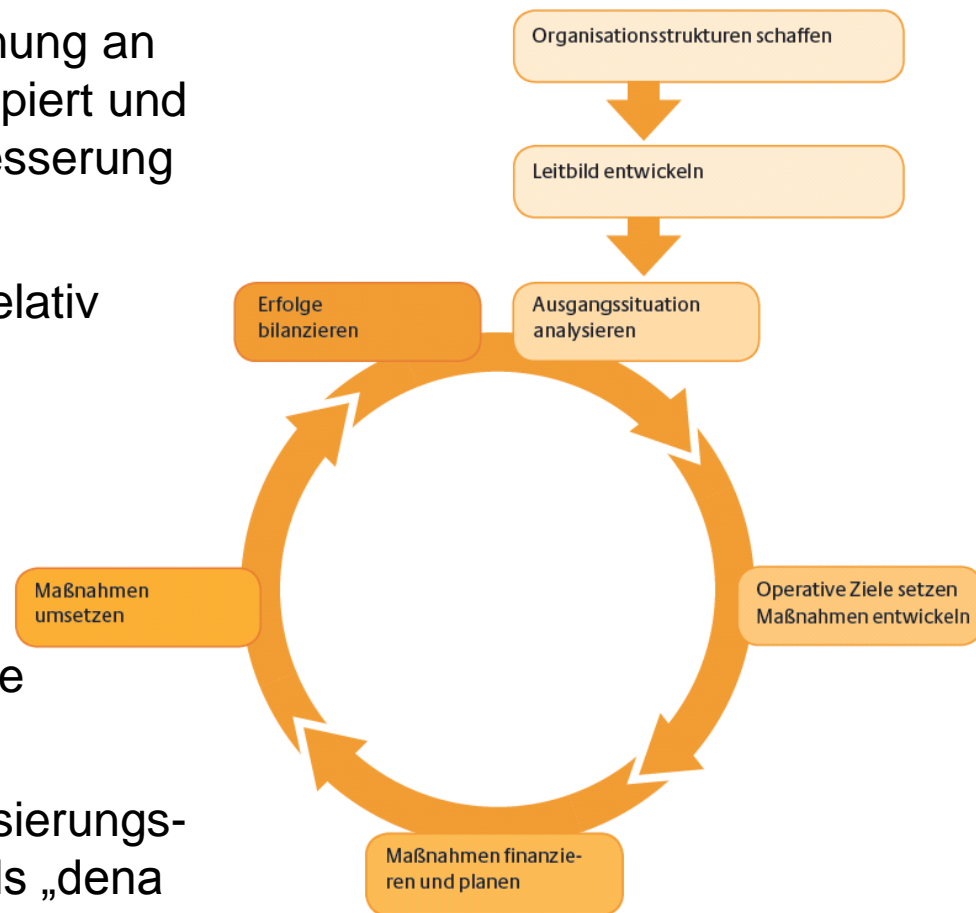 nung an
piert und
esserung
elativ
e
sierungs-
ls „dena
Organisationsstrukturen schaffen
Leitbild entwickeln
Ausgangssituation
analysieren
Operative Ziele setzen
Maßnahmen entwickeln
Maßnahmen finanzie-
ren und planen
Maßnahmen
umsetzen
Erfolge
bilanzieren